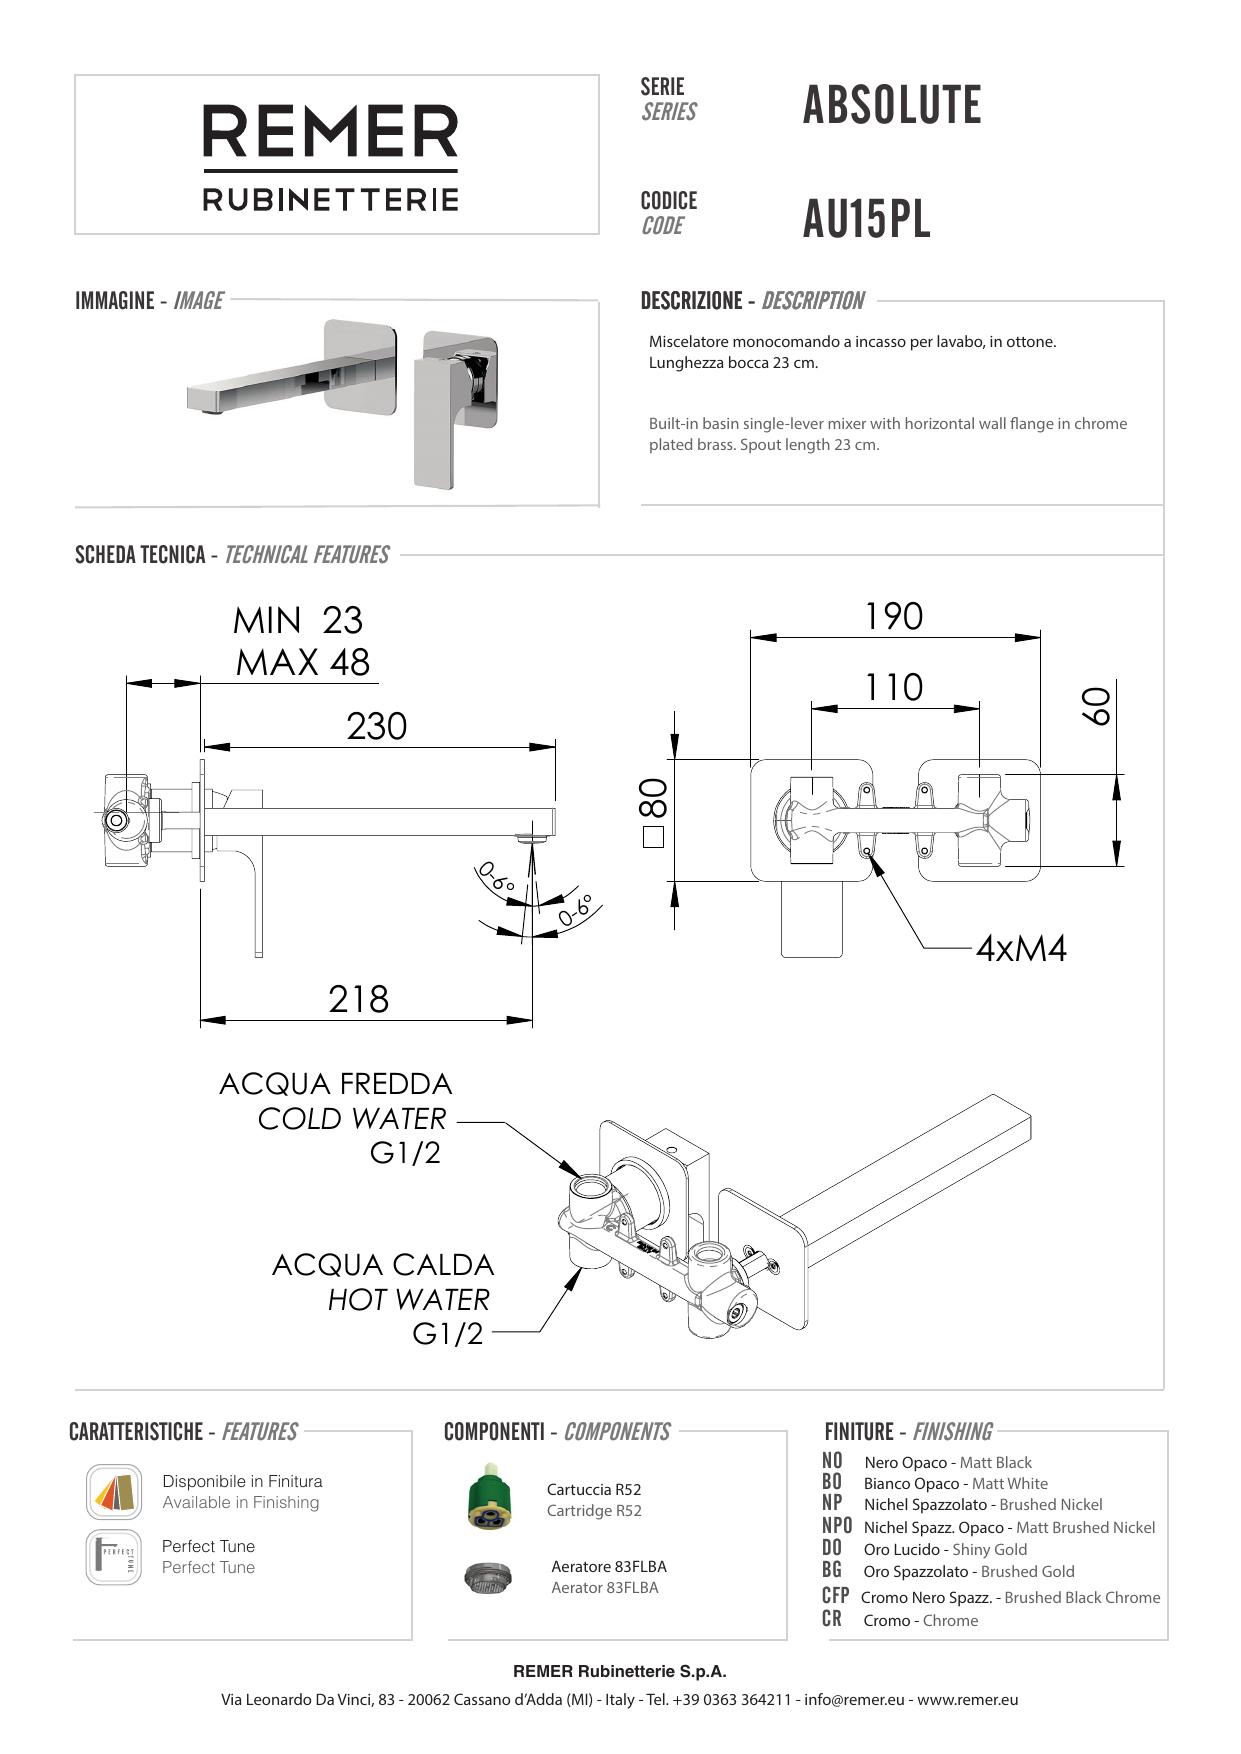 REMER
RUBINETTERIE
SERIE
SERIES
ABSOLUTE
CODICE
CODE
AU15PL
IMMAGINE - IMAGE
DESCRIZIONE - DESCRIPTION
Miscelatore monocomando a incasso per lavabo, in ottone.
Lunghezza bocca 23 cm.
Built-in basin single-lever mixer with horizontal wall flange in chrome
plated brass. Spout length 23 cm.
SCHEDA TECNICA - TECHNICAL FEATURES
MIN 23
MAX 48
230
0-6°
0-6°
218
190
110
60
□80
4xM4
ACQUA FREDDA
COLD WATER
G1/2
ACQUA CALDA
HOT WATER
G1/2
CARATTERISTICHE - FEATURES
Disponibile in Finitura
Available in Finishing
PERFECT
TUNE
Perfect Tune
Perfect Tune
COMPONENTI - COMPONENTS
Cartuccia R52
Cartridge R52
Aeratore 83FLBA
Aerator 83FLBA
FINITURE - FINISHING
NO Nero Opaco - Matt Black
BO Bianco Opaco - Matt White
NP Nichel Spazzolato - Brushed Nickel
NPO Nichel Spazz. Opaco - Matt Brushed Nickel
DO Oro Lucido - Shiny Gold
BG Oro Spazzolato - Brushed Gold
CFP Cromo Nero Spazz. - Brushed Black Chrome
CR Cromo - Chrome
REMER Rubinetterie S.p.A.
Via Leonardo Da Vinci, 83 - 20062 Cassano d'Adda (MI) - Italy - Tel. +39 0363 364211 - info@remer.eu - www.remer.eu